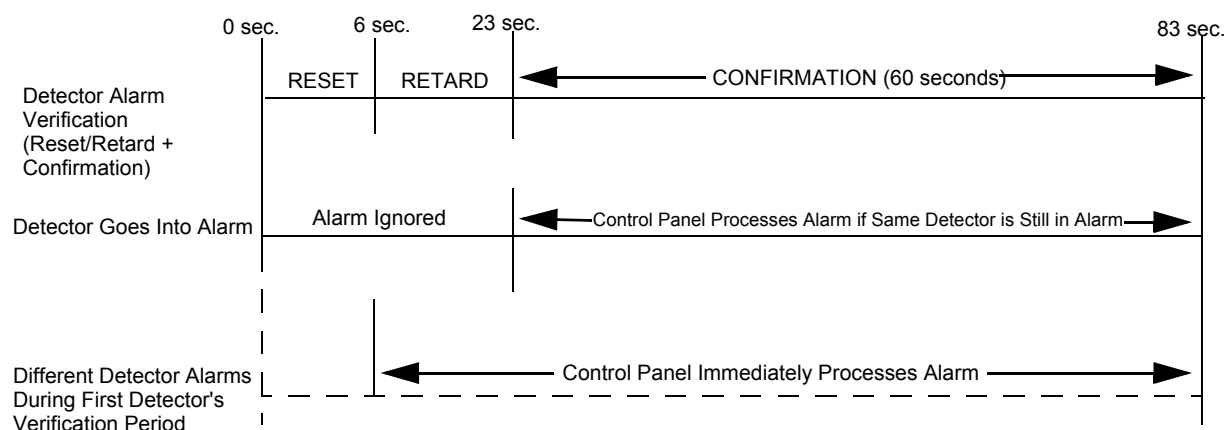 0 sec.
6 sec.
23 sec.
83 sec.
RESET
RETARD
CONFIRMATION (60 seconds)
Detector Alarm
Verification
(Reset/Retard +
Confirmation)
Alarm Ignored
Control Panel Processes Alarm if Same Detector is Still in Alarm
Detector Goes Into Alarm
Control Panel Immediately Processes Alarm
Different Detector Alarms
During First Detector's
Verification Period